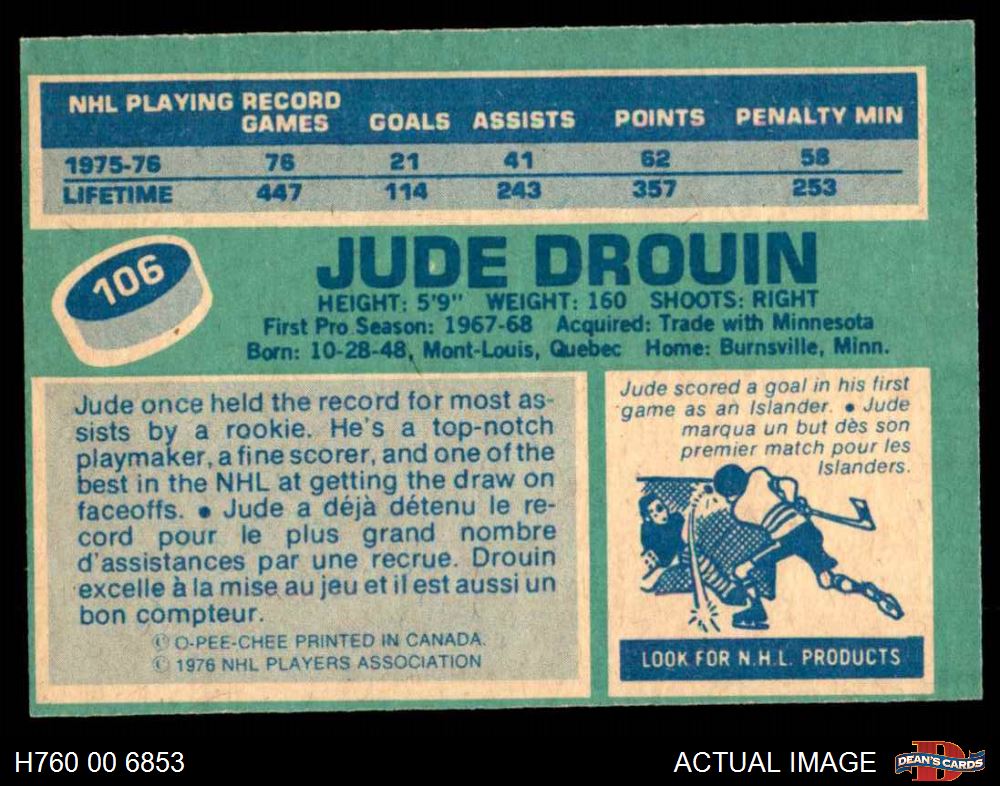 NHL PLAYING RECORD
GAMES GOALS ASSISTS POINTS PENALTY MIN
1975-76 76 21 41 62 58
LIFETIME 447 114 243 357 253
106
JUDE DROUIN
HEIGHT: 5'9" WEIGHT: 160 SHOOTS: RIGHT
First Pro Season: 1967-68 Acquired: Trade with Minnesota
Born: 10-28-48, Mont-Louis, Quebec Home: Burnsville, Minn.
Jude once held the record for most as-
sists by a rookie. He's a top-notch
playmaker, a fine scorer, and one of the
best in the NHL at getting the draw on
faceoffs. • Jude a déjà détenu le re-
cord pour le plus grand nombre
d'assistances par une recrue. Drouin
excelle à la mise au jeu et il est aussi un
bon compteur.
© O-PEE-CHEE PRINTED IN CANADA.
© 1976 NHL PLAYERS ASSOCIATION
Jude scored a goal in his first
game as an Islander. • Jude
marqua un but dès son
premier match pour les
Islanders.
LOOK FOR N.H.L. PRODUCTS
H760 00 6853
ACTUAL IMAGE
D
DEAN'S CARDS